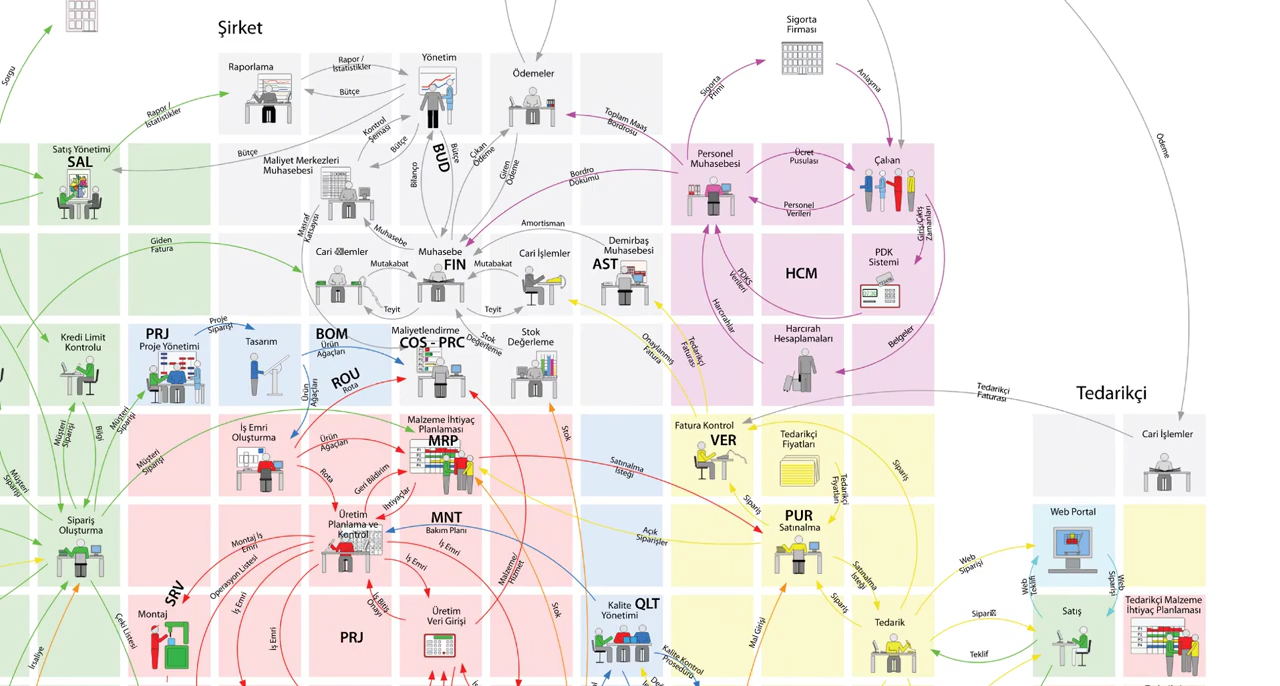 Şirket
Sigorta
Firması
Sorgu
Raporlama
Rapor /
İstatistikler
Bütçe
Yönetim
Ödemeler
Sigorta
Primi
Anlaşma
Rapor /
İstatistikler
Toplam Maaş
Bordrosu
Kontrol
Şeması
Bütçe
Bütçe
Ödeme
Satış Yönetimi
SAL
Maliyet Merkezleri
Muhasebesi
Bilanço
BUD
Bütçe
Çıkan
Ödeme
Giren
Ödeme
Bordro
Dökümü
Personel
Muhasebesi
Ücret
Pusulası
Personel
Verileri
Çalıan
Giriş/Çıkış
Zamanları
Masraf
Katsayısı
Muhasebe
Amortisman
Giden
Fatura
Cari İlemler
Mutakabat
Teyit
Muhasebe
FIN
Mutabakat
Teyit
Cari İşlemler
Demirbaş
Muhasebesi
AST
PDKS
Verileri
HCM
PDK
Sistemi
Harcırahlar
Belgeler
Kredi Limit
Kontrolu
PRJ
Proje Yönetimi
Proje
Siparişi
Tasarım
BOM
Ürün
Ağaçları
Ürün
Ağaçları
ROU
Rota
Maliyetlendirme
COS - PRC
Stok
Değerleme
Stok
Değerleme
Onaylanmış
Fatura
Tedarikçi
Faturası
Harcırah
Hesaplamaları
Tedarikçi
Faturası
Tedarikçi
Müşteri
Siparişi
Bilgi
Müşteri
Siparişi
Müşteri
Siparişi
Müşteri
Siparişi
İş Emri
Oluşturma
Ürün
Ağaçları
Rota
Geri Bildirim
İhtiyaçlar
Malzeme İhtiyaç
Planlaması
MRP
Stok
Satınalma
İsteği
Fatura Kontrol
VER
Tedarikçi
Fiyatları
Tedarikçi
Fiyatları
Sipariş
Sipariş
Cari İşlemler
Sipariş
Oluşturma
Montaj İş
Emri
Operasyon Listesi
İş Emri
İş Emri
Üretim
Planlama ve
Kontrol
MNT
Bakım Planı
İş Emri
İş Emri
Malzeme/
Hizmet
Açık
Siparişler
PUR
Satınalma
Satınalma
İsteği
Sipariş
Web
Siparişi
Web Portal
Web
Teklifi
Web
Siparişi
İrsaliye
Çeki Listesi
Montaj
SRV
PRJ
İş Bitiş
Onayı
Üretim
Veri Girişi
Stok
Kalite
Yönetimi
QLT
Kalite Kontrol
Prosedürü
Mal Girişi
Tedarik
Sipari
Teklif
Satış
Tedarikçi Malzeme
İhtiyaç Planlaması